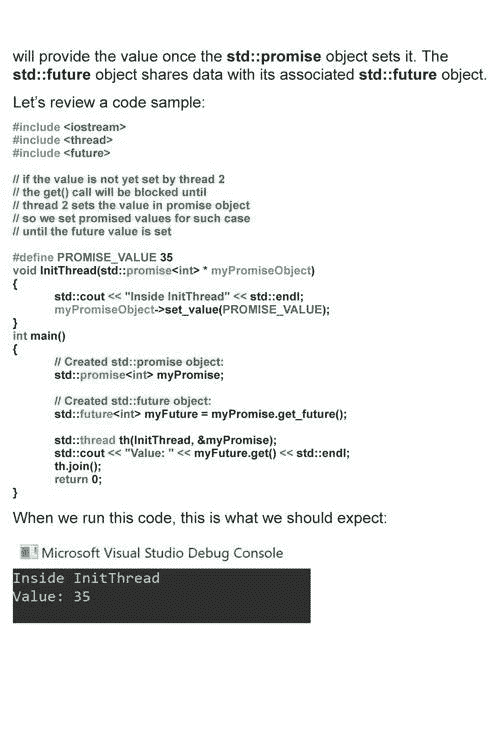 will provide the value once the std::promise object sets it. The
std::future object shares data with its associated std::future object.
Let's review a code sample:
#include <iostream>
#include <thread>
#include <future>
// if the value is not yet set by thread 2
// the get() call will be blocked until
// thread 2 sets the value in promise object
// so we set promised values for such case
// until the future value is set
#define PROMISE_VALUE 35
void InitThread(std::promise<int> * myPromiseObject)
{
std::cout << "Inside InitThread" << std::endl;
myPromiseObject->set_value(PROMISE_VALUE);
}
int main()
{
// Created std::promise object:
std::promise<int> myPromise;
// Created std::future object:
std::future<int> myFuture = myPromise.get_future();
std::thread th(InitThread, &myPromise);
std::cout << "Value: " << myFuture.get() << std::endl;
th.join();
return 0;
}
When we run this code, this is what we should expect:
Microsoft Visual Studio Debug Console
Inside InitThread
Value: 35